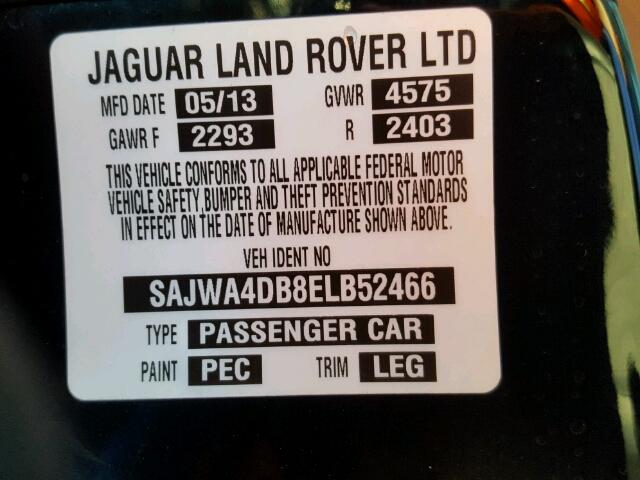 JAGUAR LAND ROVER LTD
MFD DATE 05/13 GVWR 4575
GAWR F 2293 R 2403
THIS VEHICLE CONFORMS TO ALL APPLICABLE FEDERAL MOTOR
VEHICLE SAFETY.BUMPER AND THEFT PREVENTION STANDARDS
IN EFFECT ON THE DATE OF MANUFACTURE SHOWN ABOVE.
VEH IDENT NO
SAJWA4DB8ELB52466
TYPE PASSENGER CAR
PAINT PEC TRIM LEG